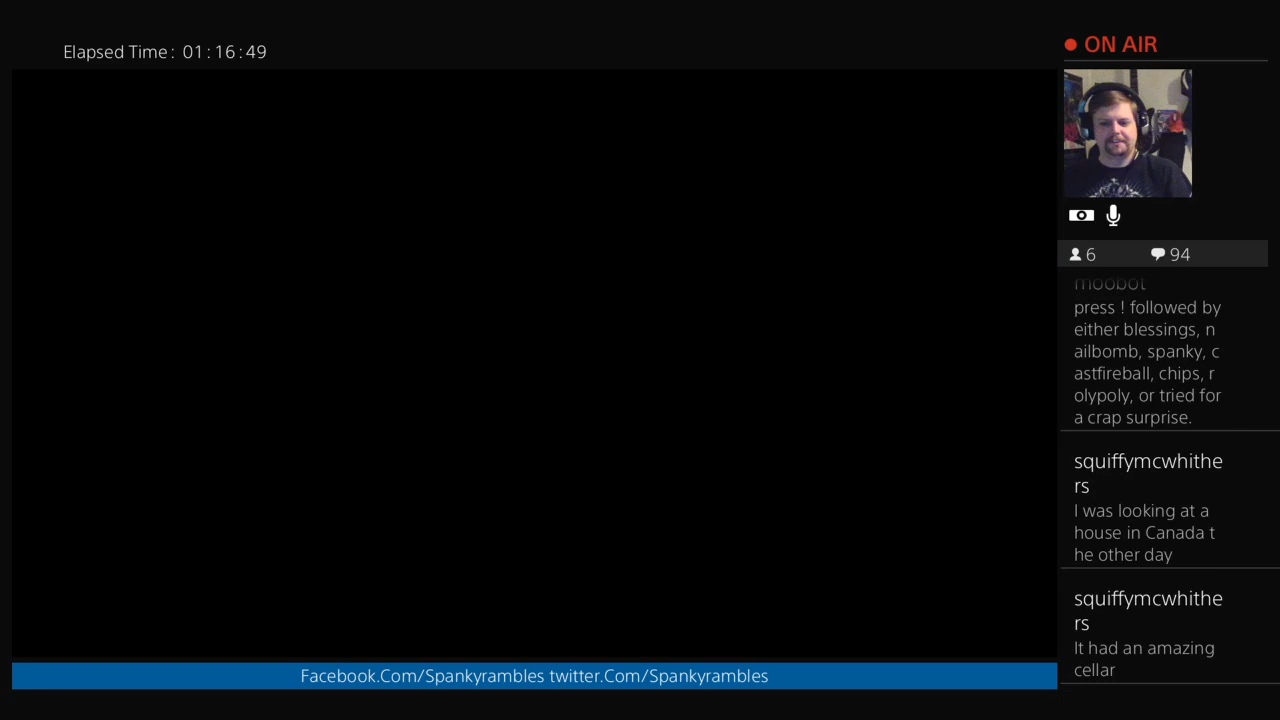 Elapsed Time: 01:16:49
ON AIR
6 94
moobot
press ! followed by
either blessings, n
ailbomb, spanky, c
astfireball, chips, r
olypoly, or tried for
a crap surprise.
squiffymcwhithe
rs
I was looking at a
house in Canada t
he other day
squiffymcwhithe
rs
It had an amazing
cellar
Facebook.Com/Spankyrambles twitter.Com/Spankyrambles